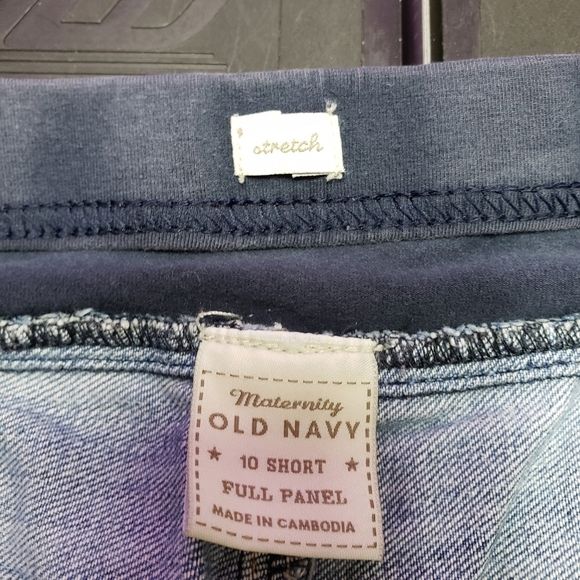 stretch
Maternity
OLD NAVY
10 SHORT
FULL PANEL
MADE IN CAMBODIA